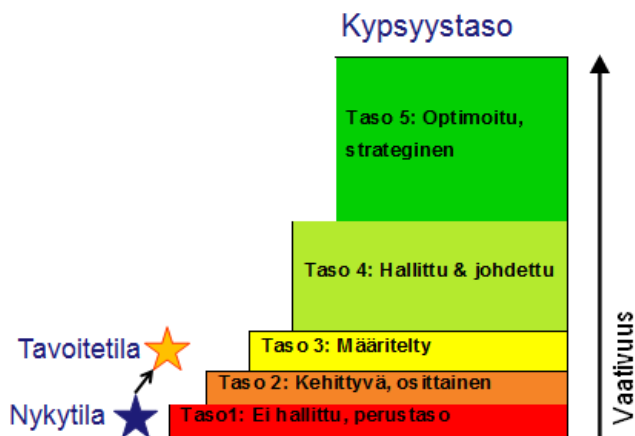 Kypsyystaso
Taso 5: Optimoitu,
strateginen
Taso 4: Hallittu & johdettu
Tavoitetila
Taso 3: Määritelty
Taso 2: Kehittyvä, osittainen
Nykytila
Taso1: Ei hallittu, perustaso
Vaativuus